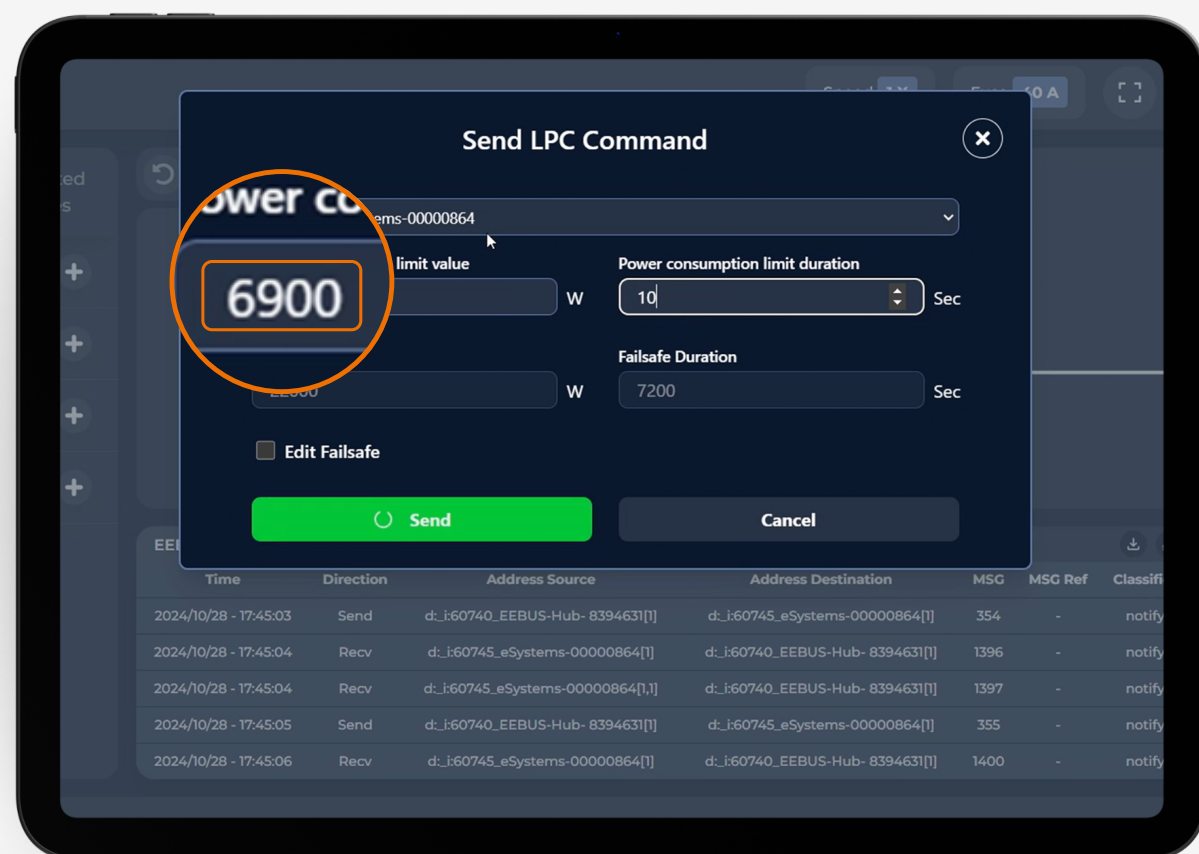 Send LPC Command
ower co
ems-00000864
limit value
Power consumption limit duration
6900
W
10
Sec
Failsafe Duration
22000
W
7200
Sec
Edit Failsafe
Send
Cancel
Time Direction Address Source Address Destination MSG MSG Ref Classifi
2024/10/28 - 17:45:03 Send d:_i:60740_EEBUS-Hub- 8394631[1] d:_i:60745_eSystems-00000864[1] 354 - notify
2024/10/28 - 17:45:04 Recv d:_i:60745_eSystems-00000864[1] d:_i:60740_EEBUS-Hub- 8394631[1] 1396 - notify
2024/10/28 - 17:45:04 Recv d:_i:60745_eSystems-00000864[1,1] d:_i:60740_EEBUS-Hub- 8394631[1] 1397 - notify
2024/10/28 - 17:45:05 Send d:_i:60740_EEBUS-Hub- 8394631[1] d:_i:60745_eSystems-00000864[1] 355 - notify
2024/10/28 - 17:45:06 Recv d:_i:60745_eSystems-00000864[1] d:_i:60740_EEBUS-Hub- 8394631[1] 1400 - notify